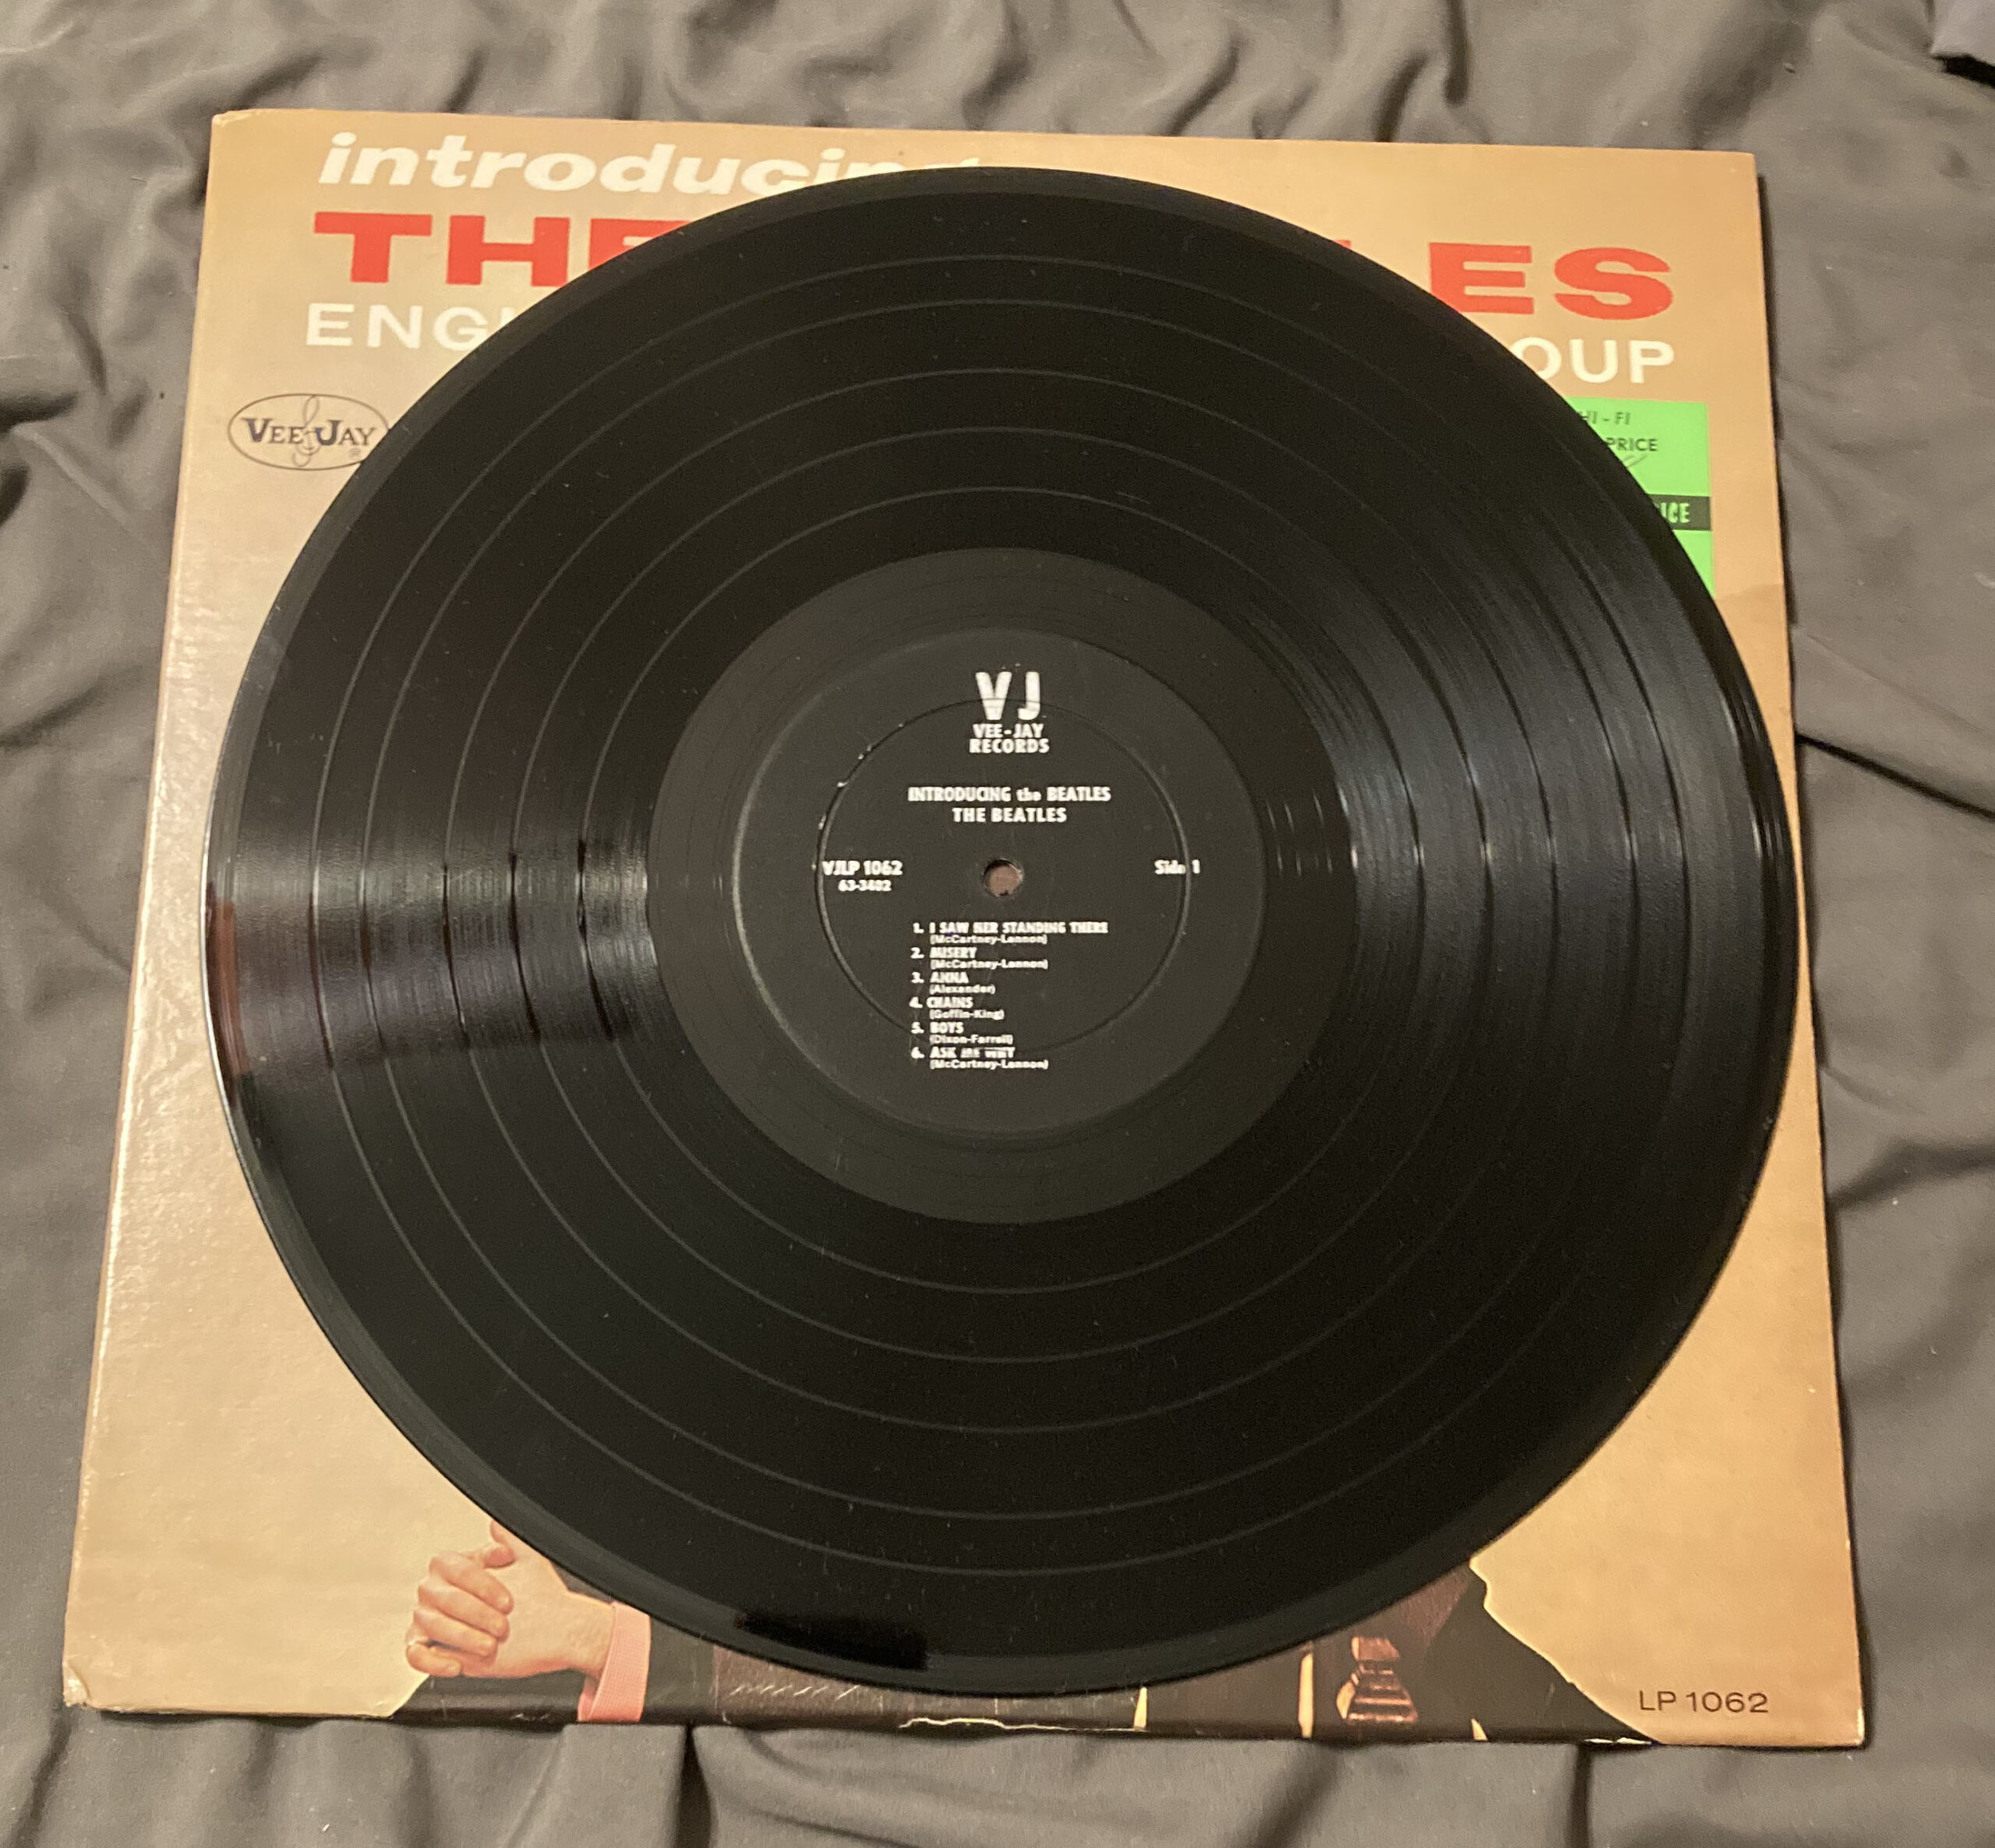 introducing
THE
LES
ENG
OUP
VEE JAY
HI-FI
PRICE
ICE
VJ
VEE-JAY
RECORDS
INTRODUCING the BEATLES
THE BEATLES
VJLP 1062
Side 1
63-3402
1. I SAW HER STANDING THERE
(McCartney-Lennon)
2. MISERY
(McCartney-Lennon)
3. ANNA
(Alexander)
4. CHAINS
(Goffin-King)
5. BOYS
(Dixon-Farrell)
6. ASK ME WHY
(McCartney-Lennon)
LP 1062